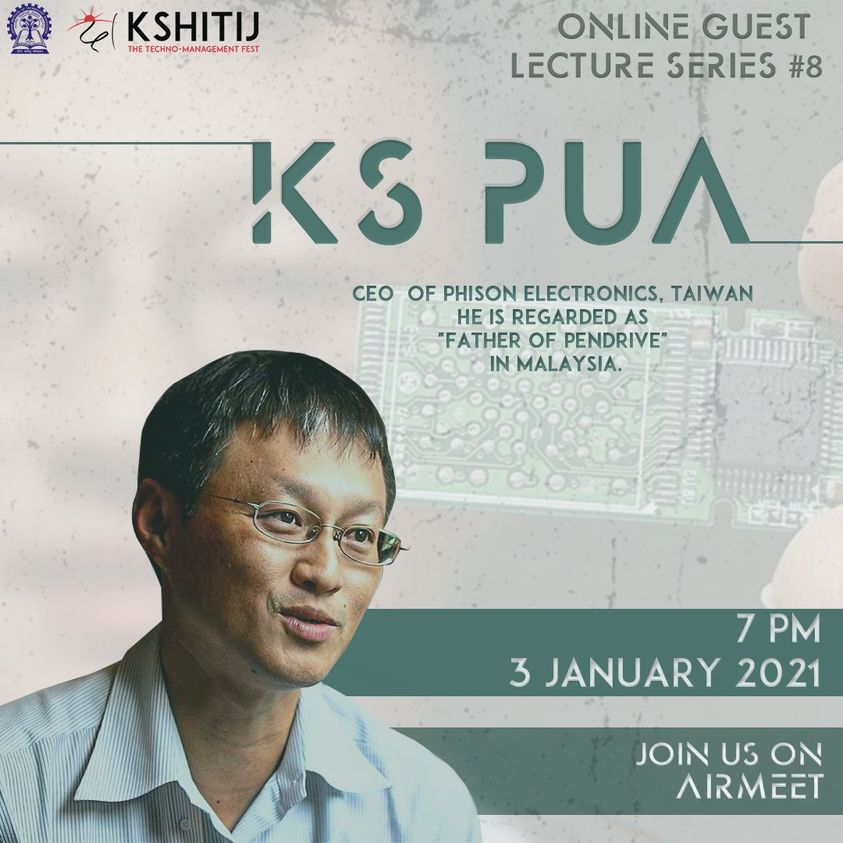 KSHITIJ
THE TECHNO-MANAGEMENT FEST
ONLINE GUEST
LECTURE SERIES #8
KS PUA
CEO OF PHISON ELECTRONICS, TAIWAN
HE IS REGARDED AS
"FATHER OF PENDRIVE"
IN MALAYSIA.
7 PM
3 JANUARY 2021
JOIN US ON
AIRMEET